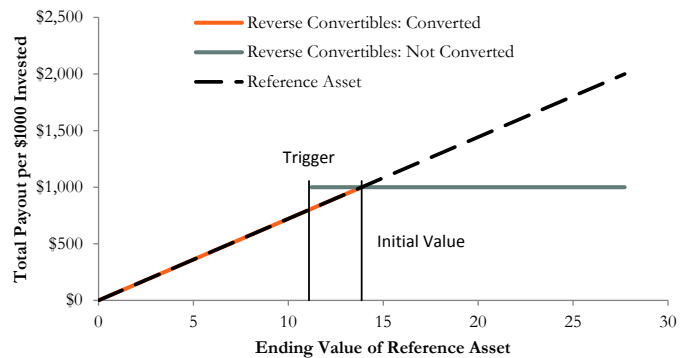 $2,500
Reverse Convertibles: Converted
Reverse Convertibles: Not Converted
$2,000
Reference Asset
$1,500
Trigger
$1,000
Initial Value
$500
$0
0 5 10 15 20 25 30
Total Payout per $1000 Invested
Ending Value of Reference Asset